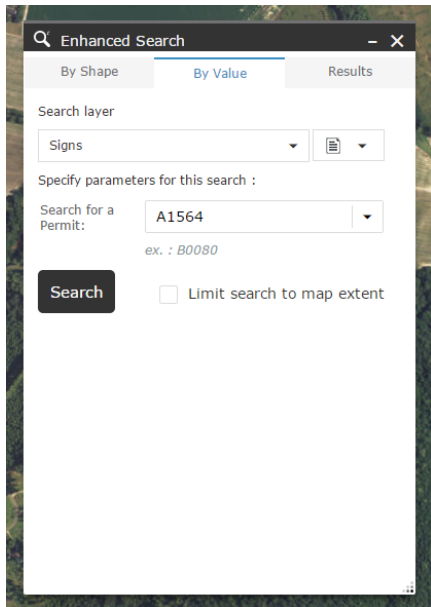 Enhanced Search
By Shape By Value Results
Search layer
Signs
Specify parameters for this search :
Search for a
Permit:
A1564
ex. : B0080
Search Limit search to map extent